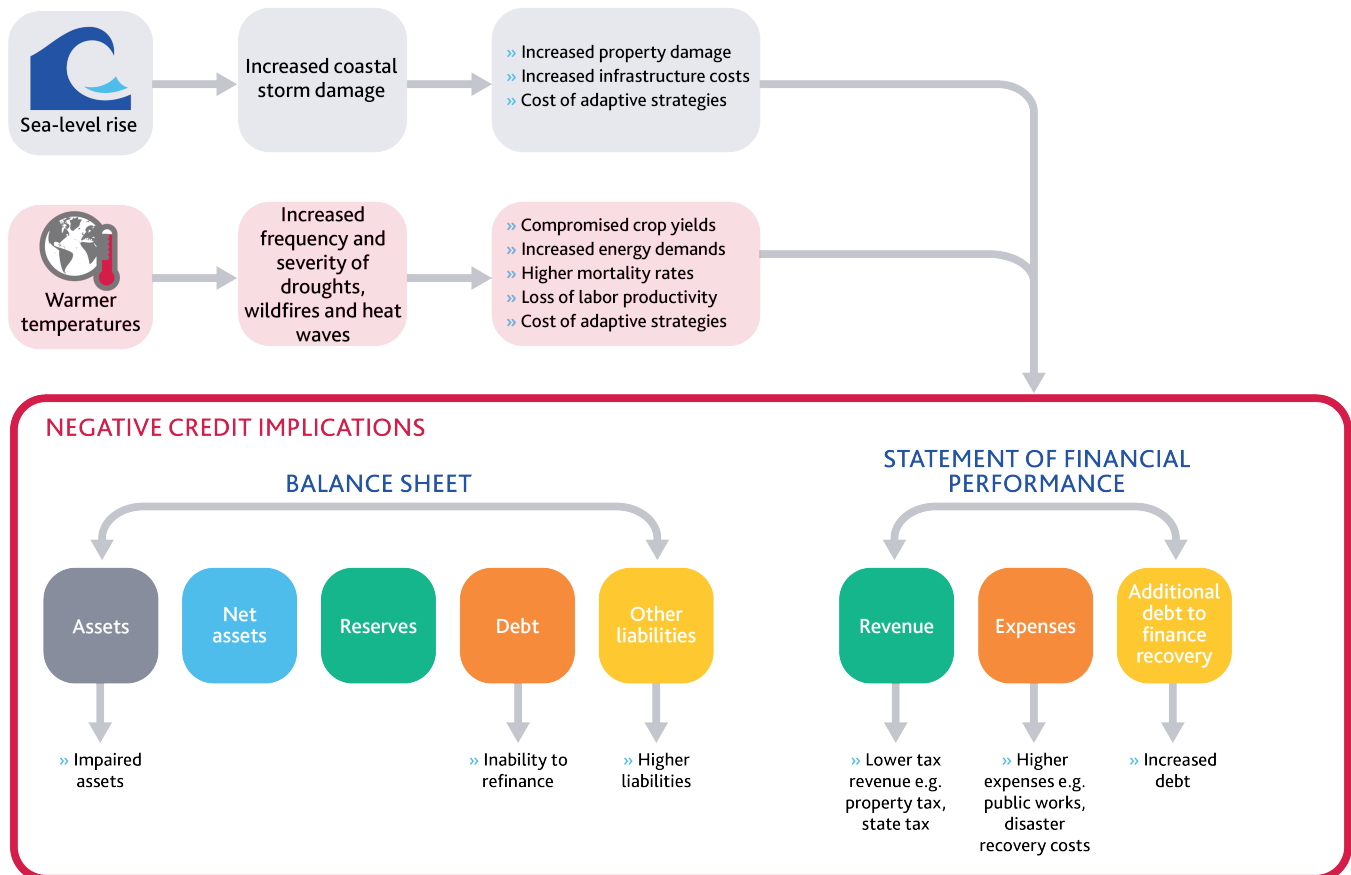 Sea-level rise
Increased coastal
storm damage
» Increased property damage
» Increased infrastructure costs
» Cost of adaptive strategies
Warmer
temperatures
Increased
frequency and
severity of
droughts,
wildfires and heat
waves
» Compromised crop yields
» Increased energy demands
» Higher mortality rates
» Loss of labor productivity
» Cost of adaptive strategies
NEGATIVE CREDIT IMPLICATIONS
BALANCE SHEET
Assets
Net
assets
Reserves
Debt
Other
liabilities
» Impaired
assets
» Inability to
refinance
» Higher
liabilities
STATEMENT OF FINANCIAL
PERFORMANCE
Revenue
Expenses
Additional
debt to
finance
recovery
» Lower tax
revenue e.g.
property tax,
state tax
» Higher
expenses e.g.
public works,
disaster
recovery costs
» Increased
debt